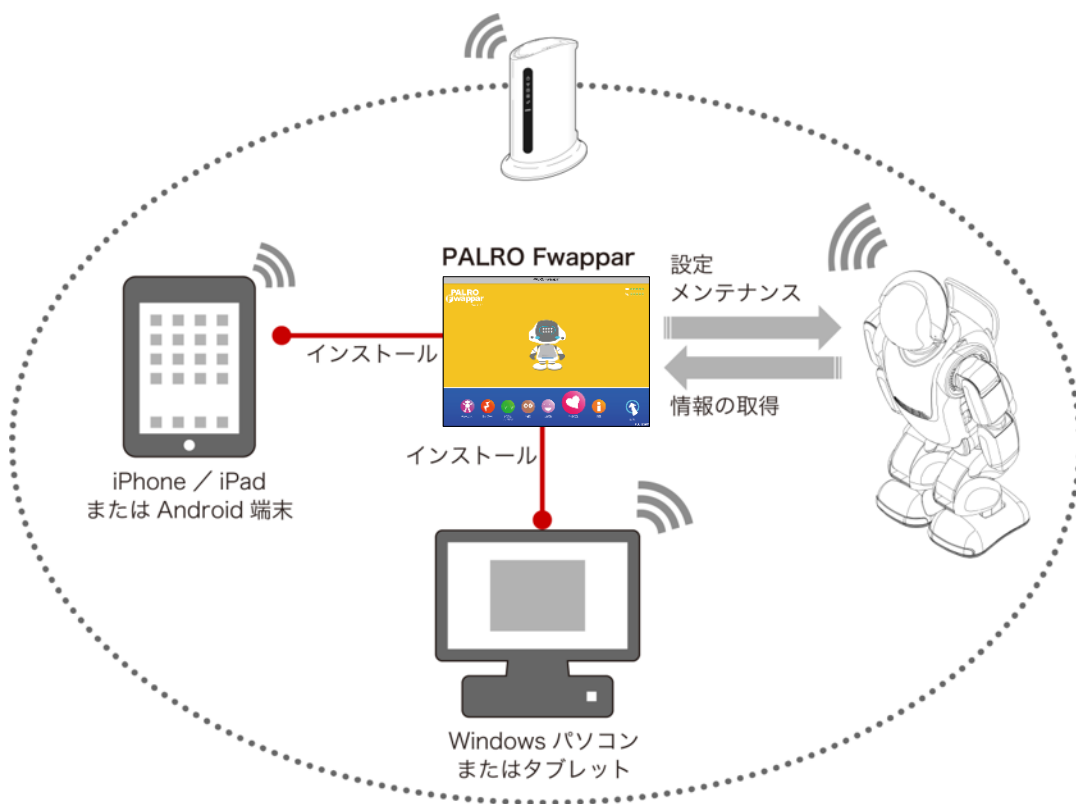 PALRO Fwappar
設定
メンテナンス
PALRO
Fwappar
インストール
情報の取得
インストール
iPhone ／ iPad
または Android 端末
Windows パソコン
またはタブレット